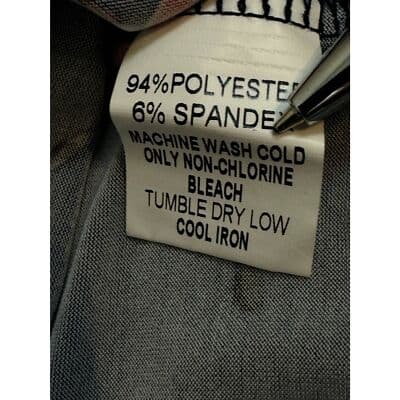 94% POLYESTE
6% SPANDE
MACHINE WASH COLD
ONLY NON-CHLORINE
BLEACH
TUMBLE DRY LOW
COOL IRON